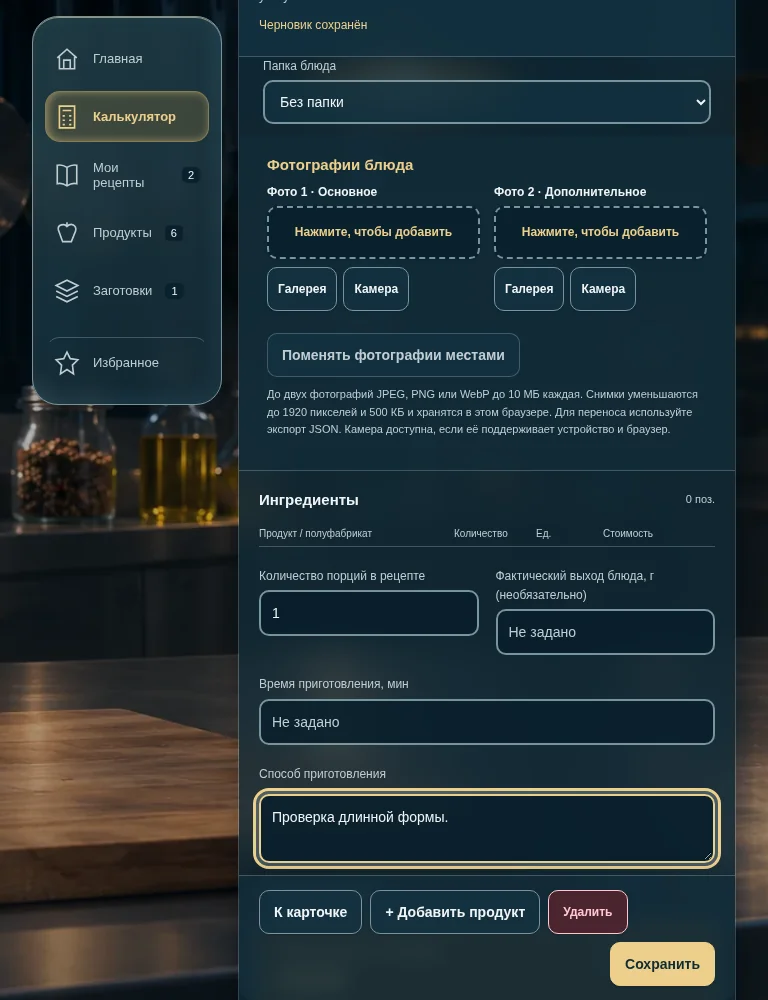 Главная
Калькулятор
Мои
рецепты
2
Продукты
6
Заготовки
1
Избранное
Черновик сохранён
Папка блюда
Без папки
Фотографии блюда
Фото 1 · Основное
Фото 2 · Дополнительное
Нажмите, чтобы добавить
Нажмите, чтобы добавить
Галерея
Камера
Галерея
Камера
Поменять фотографии местами
До двух фотографий JPEG, PNG или WebP до 10 МБ каждая. Снимки уменьшаются
до 1920 пикселей и 500 КБ и хранятся в этом браузере. Для переноса используйте
экспорт JSON. Камера доступна, если её поддерживает устройство и браузер.
Ингредиенты
0 поз.
Продукт / полуфабрикат
Количество
Ед.
Стоимость
Количество порций в рецепте
Фактический выход блюда, г
(необязательно)
1
Не задано
Время приготовления, мин
Не задано
Способ приготовления
Проверка длинной формы.
К карточке
+ Добавить продукт
Удалить
Сохранить